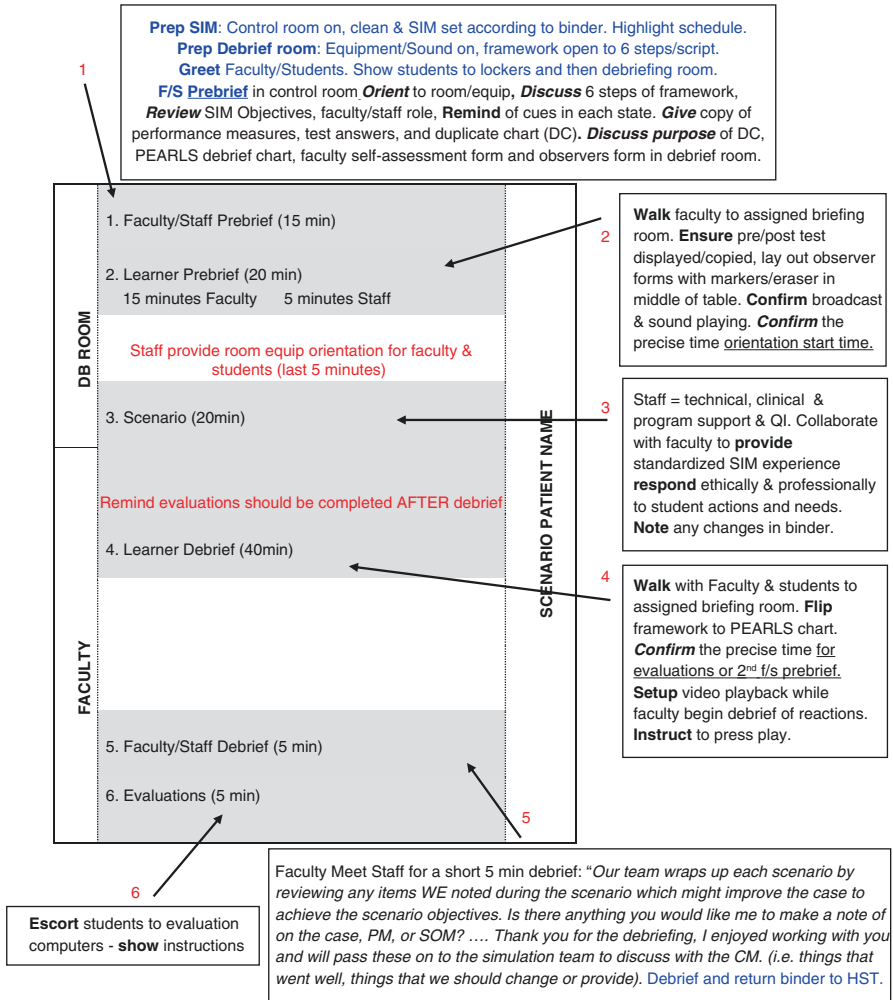 Prep SIM: Control room on, clean & SIM set according to binder. Highlight schedule.
Prep Debrief room: Equipment/Sound on, framework open to 6 steps/script.
Greet Faculty/Students. Show students to lockers and then debriefing room.
F/S Prebrief in control room Orient to room/equip, Discuss 6 steps of framework,
Review SIM Objectives, faculty/staff role, Remind of cues in each state. Give copy of
performance measures, test answers, and duplicate chart (DC). Discuss purpose of DC,
PEARLS debrief chart, faculty self-assessment form and observers form in debrief room.
1
DB ROOM
FACULTY
1. Faculty/Staff Prebrief (15 min)
2. Learner Prebrief (20 min)
15 minutes Faculty 5 minutes Staff
Staff provide room equip orientation for faculty &
students (last 5 minutes)
3. Scenario (20min)
Remind evaluations should be completed AFTER debrief
4. Learner Debrief (40min)
5. Faculty/Staff Debrief (5 min)
6. Evaluations (5 min)
SCENARIO PATIENT NAME
2
Walk faculty to assigned briefing
room. Ensure pre/post test
displayed/copied, lay out observer
forms with markers/eraser in
middle of table. Confirm broadcast
& sound playing. Confirm the
precise time orientation start time.
3
Staff = technical, clinical &
program support & QI. Collaborate
with faculty to provide
standardized SIM experience
respond ethically & professionally
to student actions and needs.
Note any changes in binder.
4
Walk with Faculty & students to
assigned briefing room. Flip
framework to PEARLS chart.
Confirm the precise time for
evaluations or 2nd f/s prebrief.
Setup video playback while
faculty begin debrief of reactions.
Instruct to press play.
5
Faculty Meet Staff for a short 5 min debrief: "Our team wraps up each scenario by
reviewing any items WE noted during the scenario which might improve the case to
achieve the scenario objectives. Is there anything you would like me to make a note of
on the case, PM, or SOM? .... Thank you for the debriefing, I enjoyed working with you
and will pass these on to the simulation team to discuss with the CM. (i.e. things that
went well, things that we should change or provide). Debrief and return binder to HST.
6
Escort students to evaluation
computers - show instructions